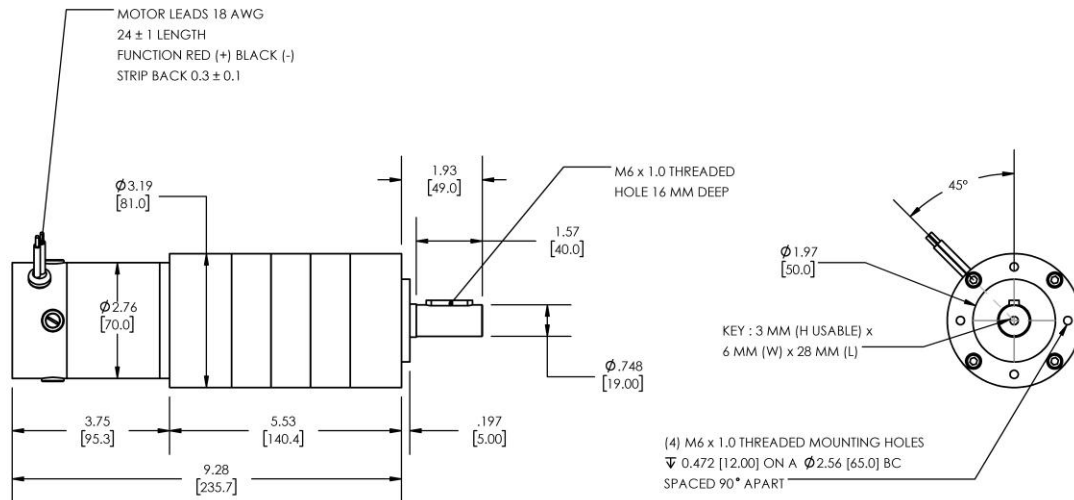 MOTOR LEADS 18 AWG
24 ± 1 LENGTH
FUNCTION RED (+) BLACK (-)
STRIP BACK 0.3 ± 0.1
1.93
[49.0]
M6 x 1.0 THREADED
HOLE 16 MM DEEP
45°
Ø3.19
[81.0]
1.57
[40.0]
Ø1.97
[50.0]
Ø2.76
[70.0]
KEY : 3 MM (H USABLE) x
6 MM (W) x 28 MM (L)
Ø.748
[19.00]
3.75
[95.3]
5.53
[140.4]
.197
[5.00]
9.28
[235.7]
(4) M6 x 1.0 THREADED MOUNTING HOLES
↧ 0.472 [12.00] ON A Ø2.56 [65.0] BC
SPACED 90° APART